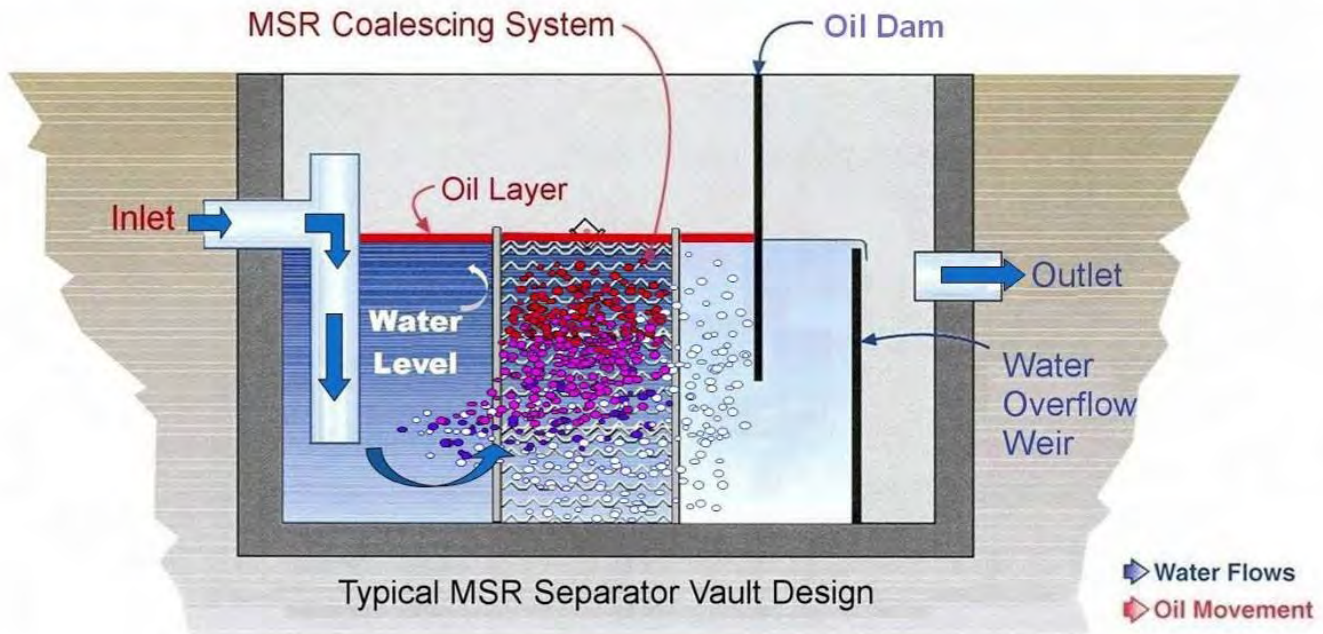 MSR Coalescing System
Oil Dam
Oil Layer
Inlet
Water
Level
Outlet
Water
Overflow
Weir
Typical MSR Separator Vault Design
Water Flows
Oil Movement